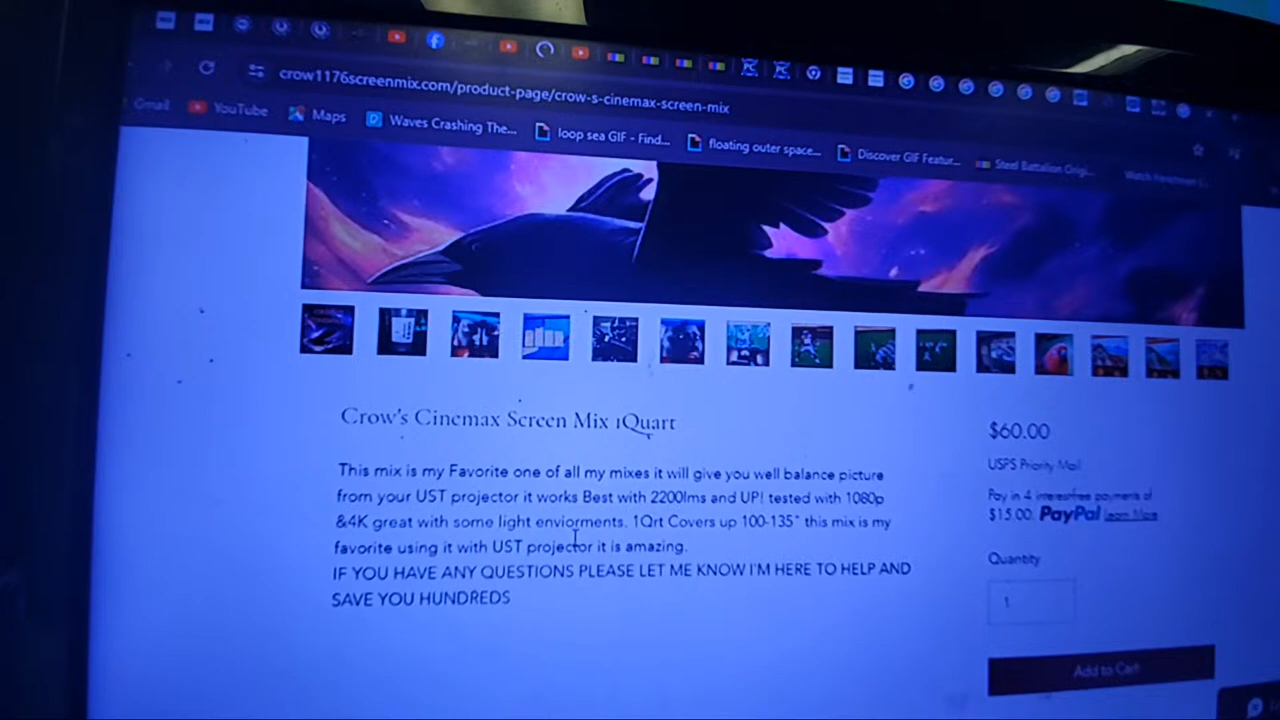 crow1176screenmix.com/product-page/crow-s-cinemax-screen-mix
Gmail YouTube Maps Waves Crashing The... loop sea GIF - Find... floating outer space... Discover GIF Featur... Steel Battalion Origi...
Crow's Cinemax Screen Mix 1Quart
This mix is my Favorite one of all my mixes it will give you well balance picture
from your UST projector it works Best with 2200lms and UP! tested with 1080p
&4K great with some light enviorments. 1Qrt Covers up 100-135" this mix is my
favorite using it with UST projector it is amazing.
IF YOU HAVE ANY QUESTIONS PLEASE LET ME KNOW I'M HERE TO HELP AND
SAVE YOU HUNDREDS
$60.00
USPS Priority Mail
Pay in 4 interest-free payments of
$15.00. PayPal Learn More
Quantity
1
Add to Cart